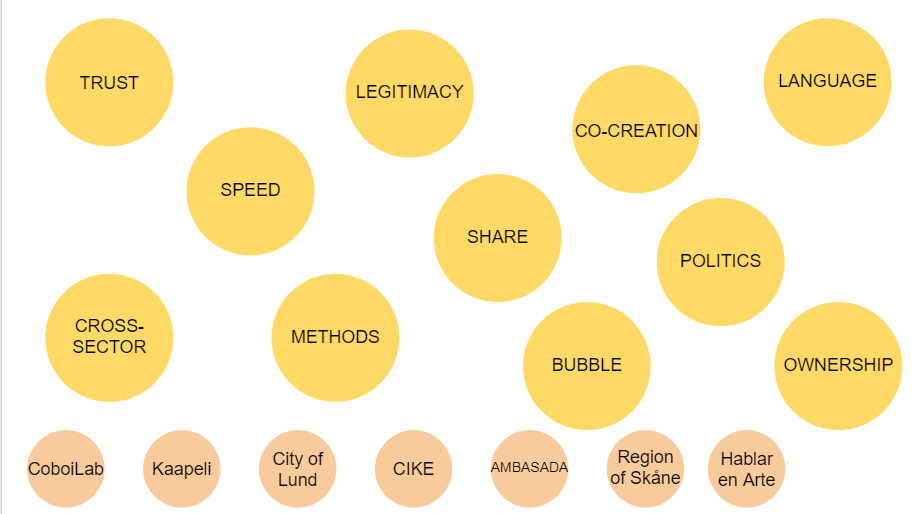 TRUST
LEGITIMACY
LANGUAGE
CO-CREATION
SPEED
SHARE
POLITICS
CROSS-
SECTOR
METHODS
BUBBLE
OWNERSHIP
CoboiLab
Kaapeli
City of
Lund
CIKE
AMBASADA
Region
of Skåne
Hablar
en Arte